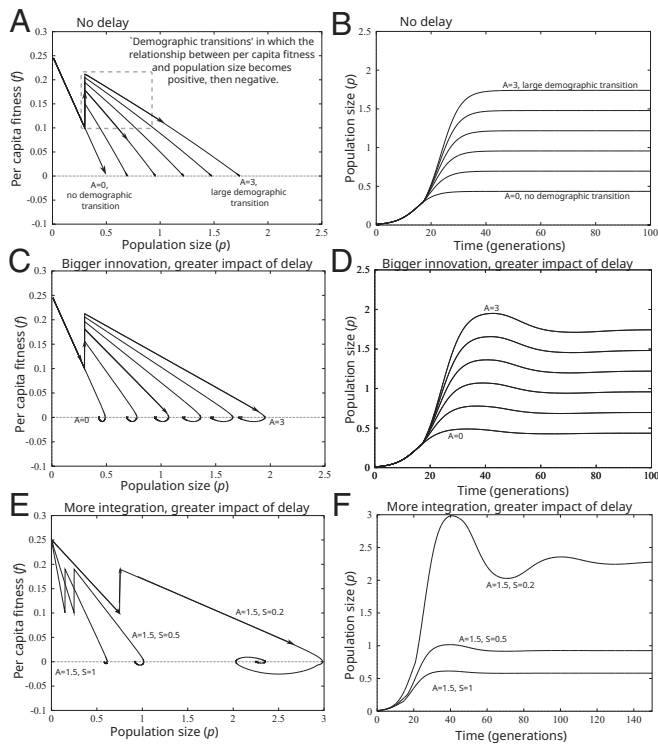 A
No delay
0.3
0.25
0.2
0.15
0.1
0.05
0
-0.05
-0.1
Per capita fitness (f)
`Demographic transitions' in which the
relationship between per capita fitness
and population size becomes
positive, then negative.
A=0,
no demographic
transition
A=3,
large demographic
transition
0 0.5 1 1.5 2 2.5
Population size (p)
B
No delay
2.5
2
1.5
1
0.5
0
Population size (p)
A=3, large demographic transition
A=0, no demographic transition
0 20 40 60 80 100
Time (generations)
C
Bigger innovation, greater impact of delay
0.3
0.25
0.2
0.15
0.1
0.05
0
-0.05
-0.1
Per capita fitness (f)
A=0
A=3
0 0.5 1 1.5 2 2.5
Population size (p)
D
Bigger innovation, greater impact of delay
2.5
2
1.5
1
0.5
0
Population size (p)
A=3
A=0
0 20 40 60 80 100
Time (generations)
E
More integration, greater impact of delay
0.3
0.25
0.2
0.15
0.1
0.05
0
-0.05
-0.1
Per capita fitness (f)
A=1.5, S=0.2
A=1.5, S=0.5
A=1.5, S=1
0 0.5 1 1.5 2 2.5 3
Population size (p)
F
More integration, greater impact of delay
3
2.5
2
1.5
1
0.5
0
Population size (p)
A=1.5, S=0.2
A=1.5, S=0.5
A=1.5, S=1
0 20 40 60 80 100 120 140
Time (generations)